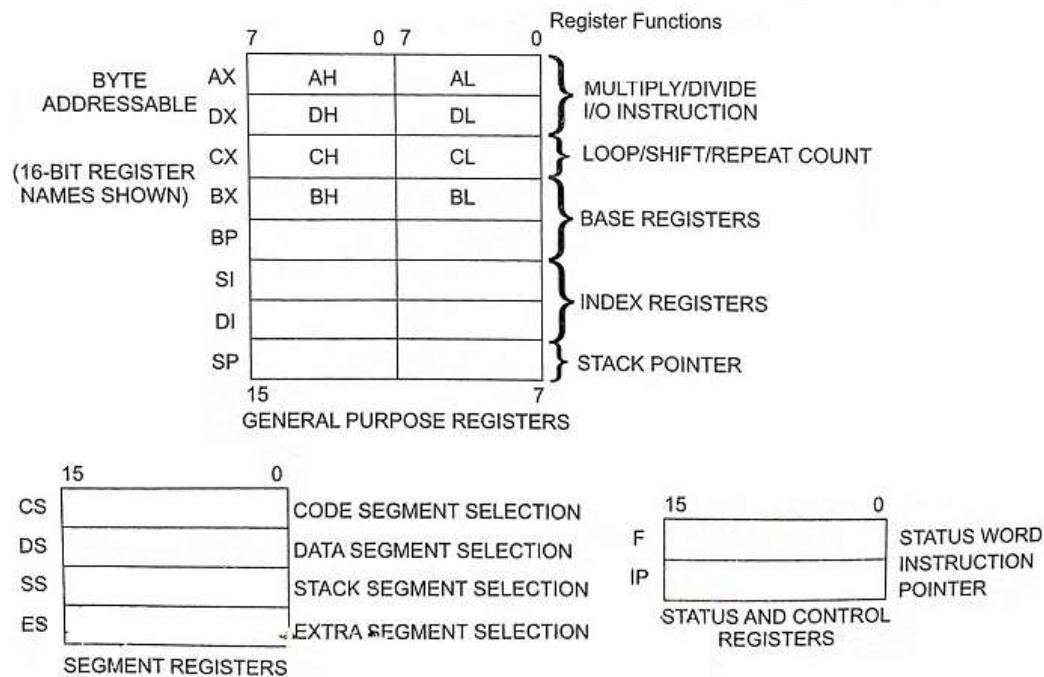 Register Functions
7 0 7 0
BYTE
ADDRESSABLE
(16-BIT REGISTER
NAMES SHOWN)
AX AH AL
DX DH DL
MULTIPLY/DIVIDE
I/O INSTRUCTION
CX CH CL LOOP/SHIFT/REPEAT COUNT
BX BH BL
BP
BASE REGISTERS
SI
DI
INDEX REGISTERS
SP STACK POINTER
15 7
GENERAL PURPOSE REGISTERS
15 0
CS CODE SEGMENT SELECTION
DS DATA SEGMENT SELECTION
SS STACK SEGMENT SELECTION
ES EXTRA SEGMENT SELECTION
SEGMENT REGISTERS
15 0
F STATUS WORD
IP INSTRUCTION
POINTER
STATUS AND CONTROL
REGISTERS